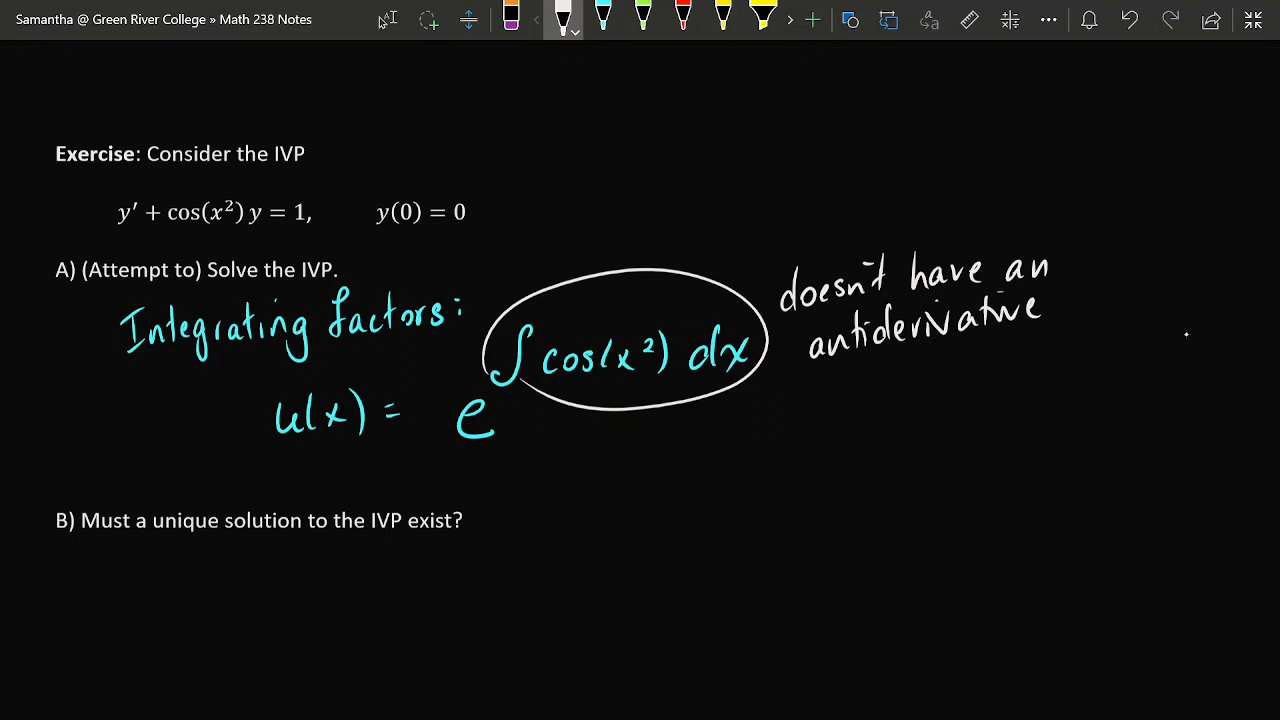 Samantha @ Green River College » Math 238 Notes
Exercise: Consider the IVP
y′ + cos(x²) y = 1,    y(0) = 0
A) (Attempt to) Solve the IVP.
Integrating factors:
doesn't have an
antiderivative
u(x) = e^∫ cos(x²) dx
B) Must a unique solution to the IVP exist?